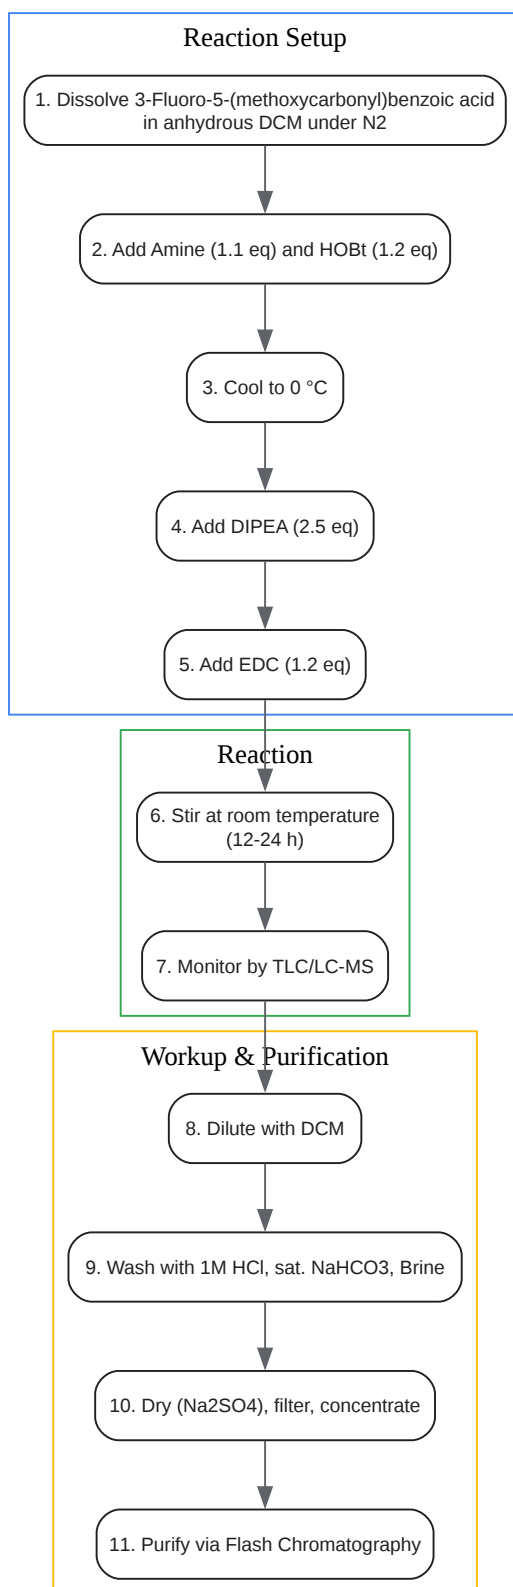 Reaction Setup
1. Dissolve 3-Fluoro-5-(methoxycarbonyl)benzoic acid
in anhydrous DCM under N2
2. Add Amine (1.1 eq) and HOBt (1.2 eq)
3. Cool to 0 °C
4. Add DIPEA (2.5 eq)
5. Add EDC (1.2 eq)
Reaction
6. Stir at room temperature
(12-24 h)
7. Monitor by TLC/LC-MS
Workup & Purification
8. Dilute with DCM
9. Wash with 1M HCl, sat. NaHCO3, Brine
10. Dry (Na2SO4), filter, concentrate
11. Purify via Flash Chromatography